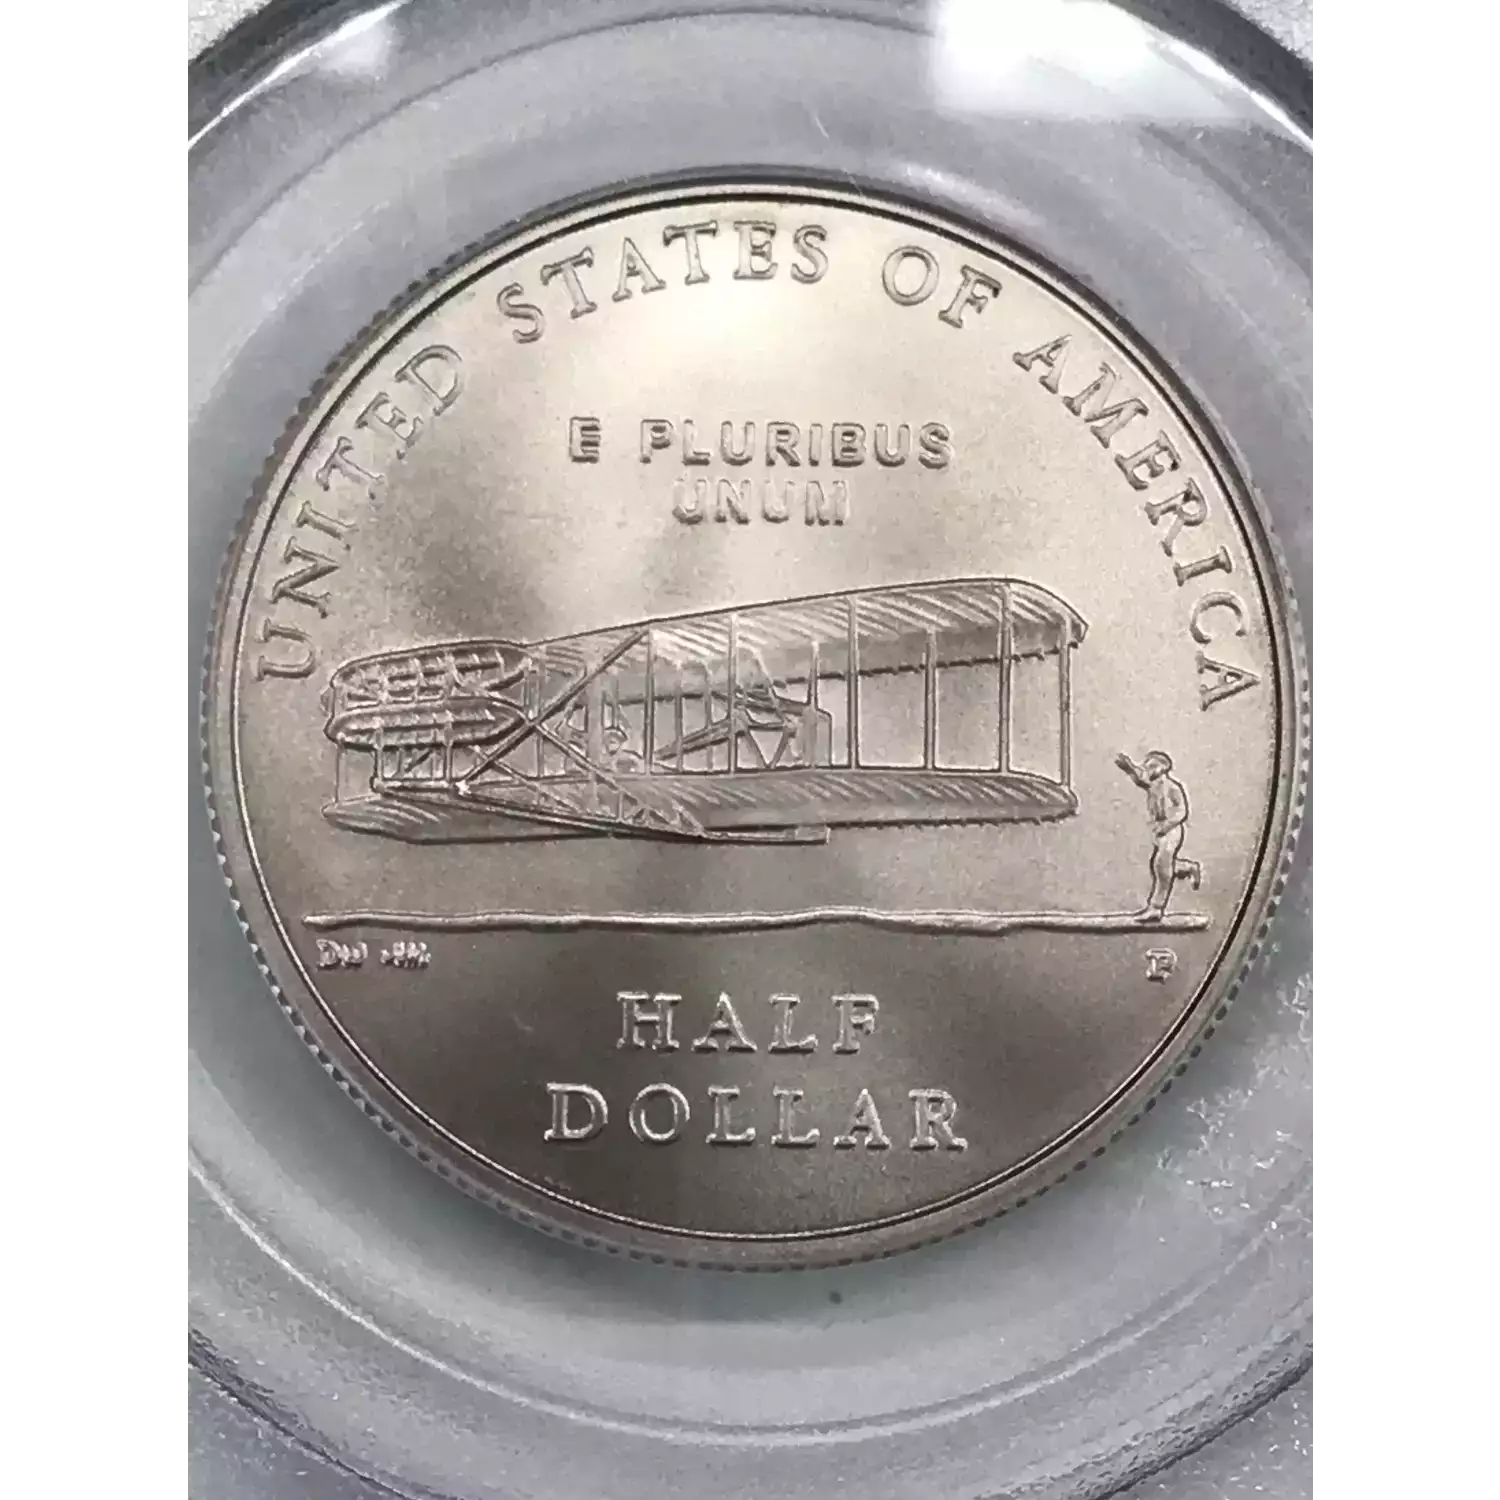 UNITED STATES OF AMERICA
E PLURIBUS
UNUM
P
HALF
DOLLAR